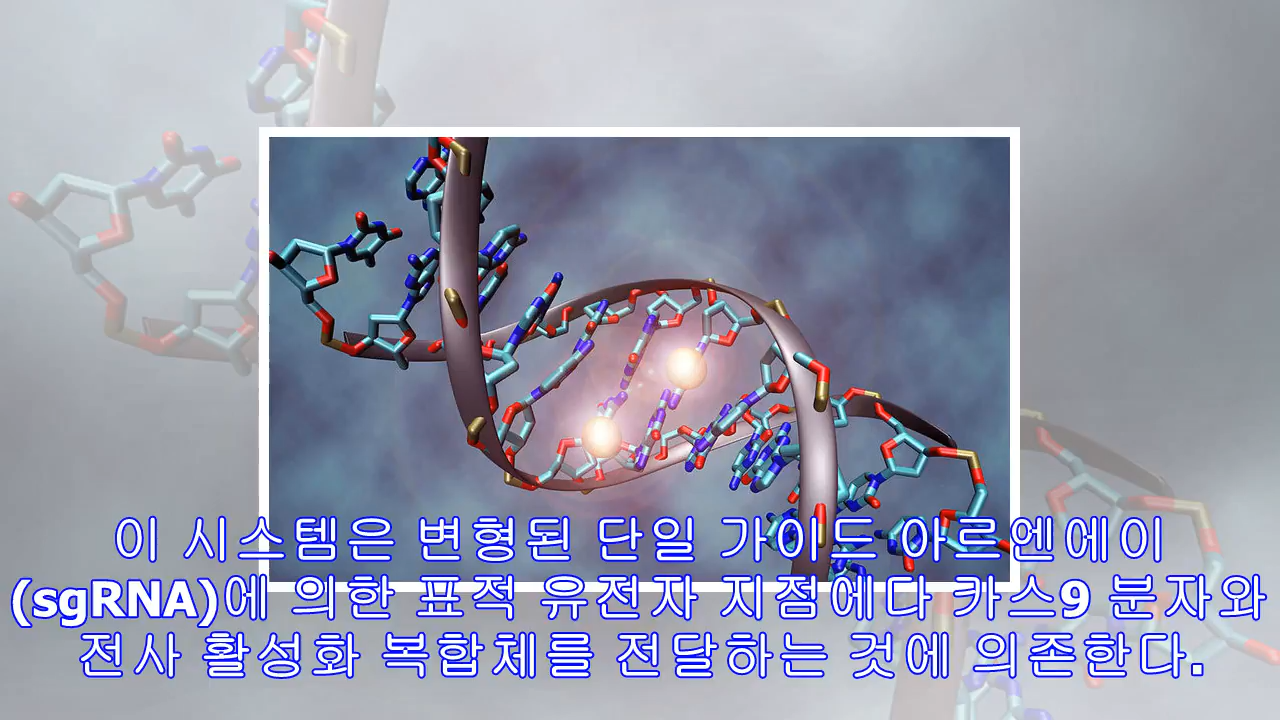 이 시스템은 변형된 단일 가이드 아르엔에이
(sgRNA)에 의한 표적 유전자 지점에다 카스9 분자와
전사 활성화 복합체를 전달하는 것에 의존한다.